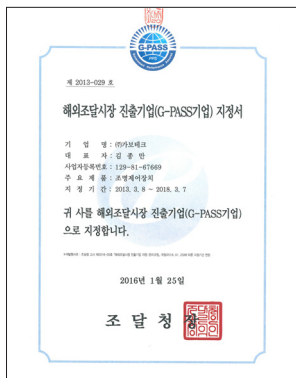 G-PASS
PPS
제 2013-029 호
해외조달시장 진출기업(G-PASS기업) 지정서
기 업 명 : (주)가보테크
대 표 자 : 김 종 만
사업자등록번호 : 129-81-67669
주 요 제 품 : 조명제어장치
지 정 기 간 : 2013. 3. 8 ~ 2018. 3. 7
귀 사를 해외조달시장 진출기업(G-PASS기업)
으로 지정합니다.
2016년 1월 25일
조 달 청 장